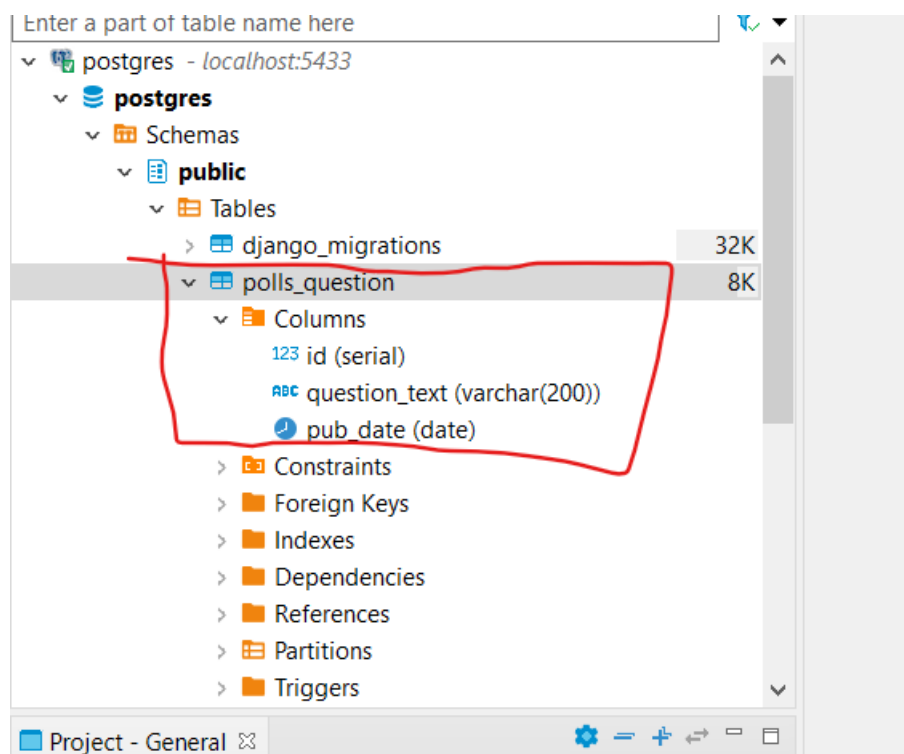 Enter a part of table name here
postgres - localhost:5433
postgres
Schemas
public
Tables
django_migrations 32K
polls_question 8K
Columns
123 id (serial)
ABC question_text (varchar(200))
pub_date (date)
Constraints
Foreign Keys
Indexes
Dependencies
References
Partitions
Triggers
Project - General